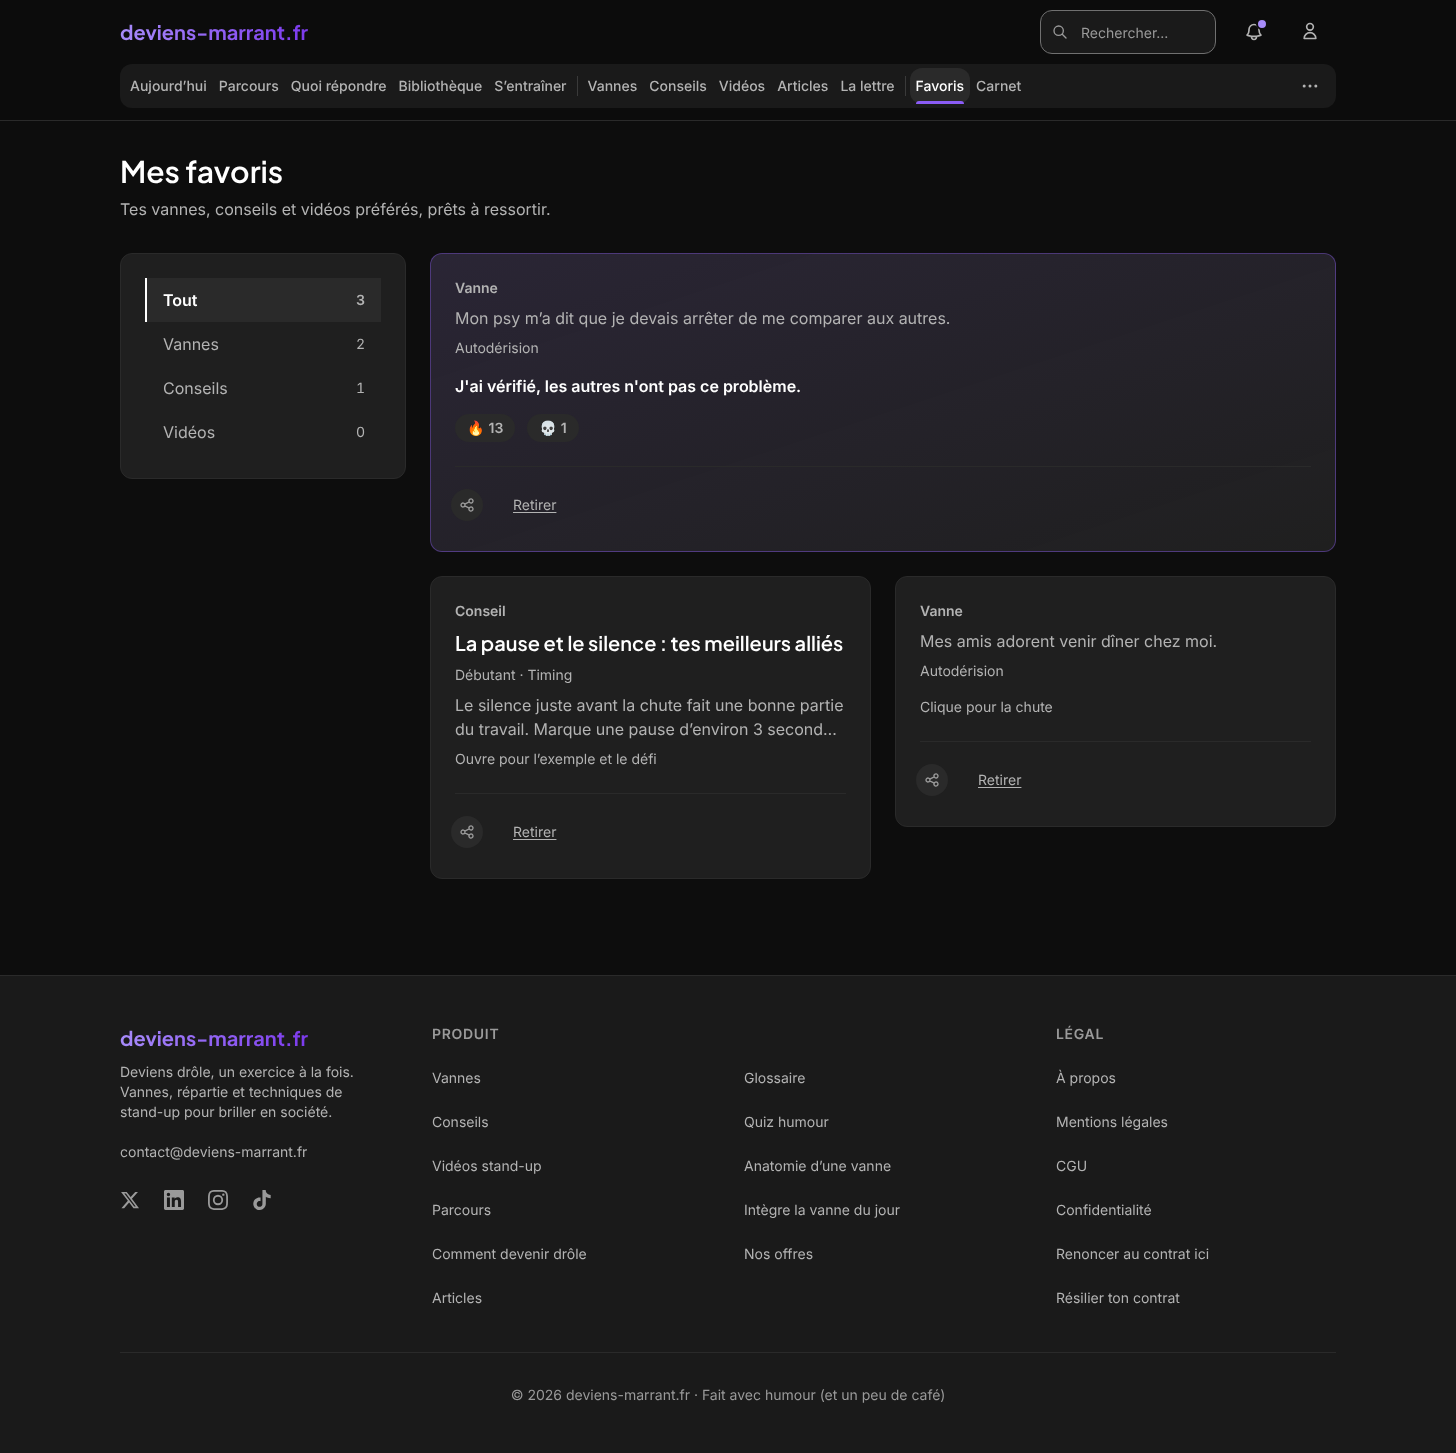 deviens-marrant.fr
Rechercher...
Aujourd’hui Parcours Quoi répondre Bibliothèque S’entraîner Vannes Conseils Vidéos Articles La lettre Favoris Carnet
Mes favoris
Tes vannes, conseils et vidéos préférés, prêts à ressortir.
Tout 3
Vannes 2
Conseils 1
Vidéos 0
Vanne
Mon psy m’a dit que je devais arrêter de me comparer aux autres.
Autodérision
J'ai vérifié, les autres n'ont pas ce problème.
🔥 13 💀 1
Retirer
Conseil
La pause et le silence : tes meilleurs alliés
Débutant · Timing
Le silence juste avant la chute fait une bonne partie
du travail. Marque une pause d’environ 3 second...
Ouvre pour l’exemple et le défi
Retirer
Vanne
Mes amis adorent venir dîner chez moi.
Autodérision
Clique pour la chute
Retirer
deviens-marrant.fr
Deviens drôle, un exercice à la fois.
Vannes, répartie et techniques de
stand-up pour briller en société.
contact@deviens-marrant.fr
PRODUIT
Vannes
Conseils
Vidéos stand-up
Parcours
Comment devenir drôle
Articles
Glossaire
Quiz humour
Anatomie d’une vanne
Intègre la vanne du jour
Nos offres
LÉGAL
À propos
Mentions légales
CGU
Confidentialité
Renoncer au contrat ici
Résilier ton contrat
© 2026 deviens-marrant.fr · Fait avec humour (et un peu de café)